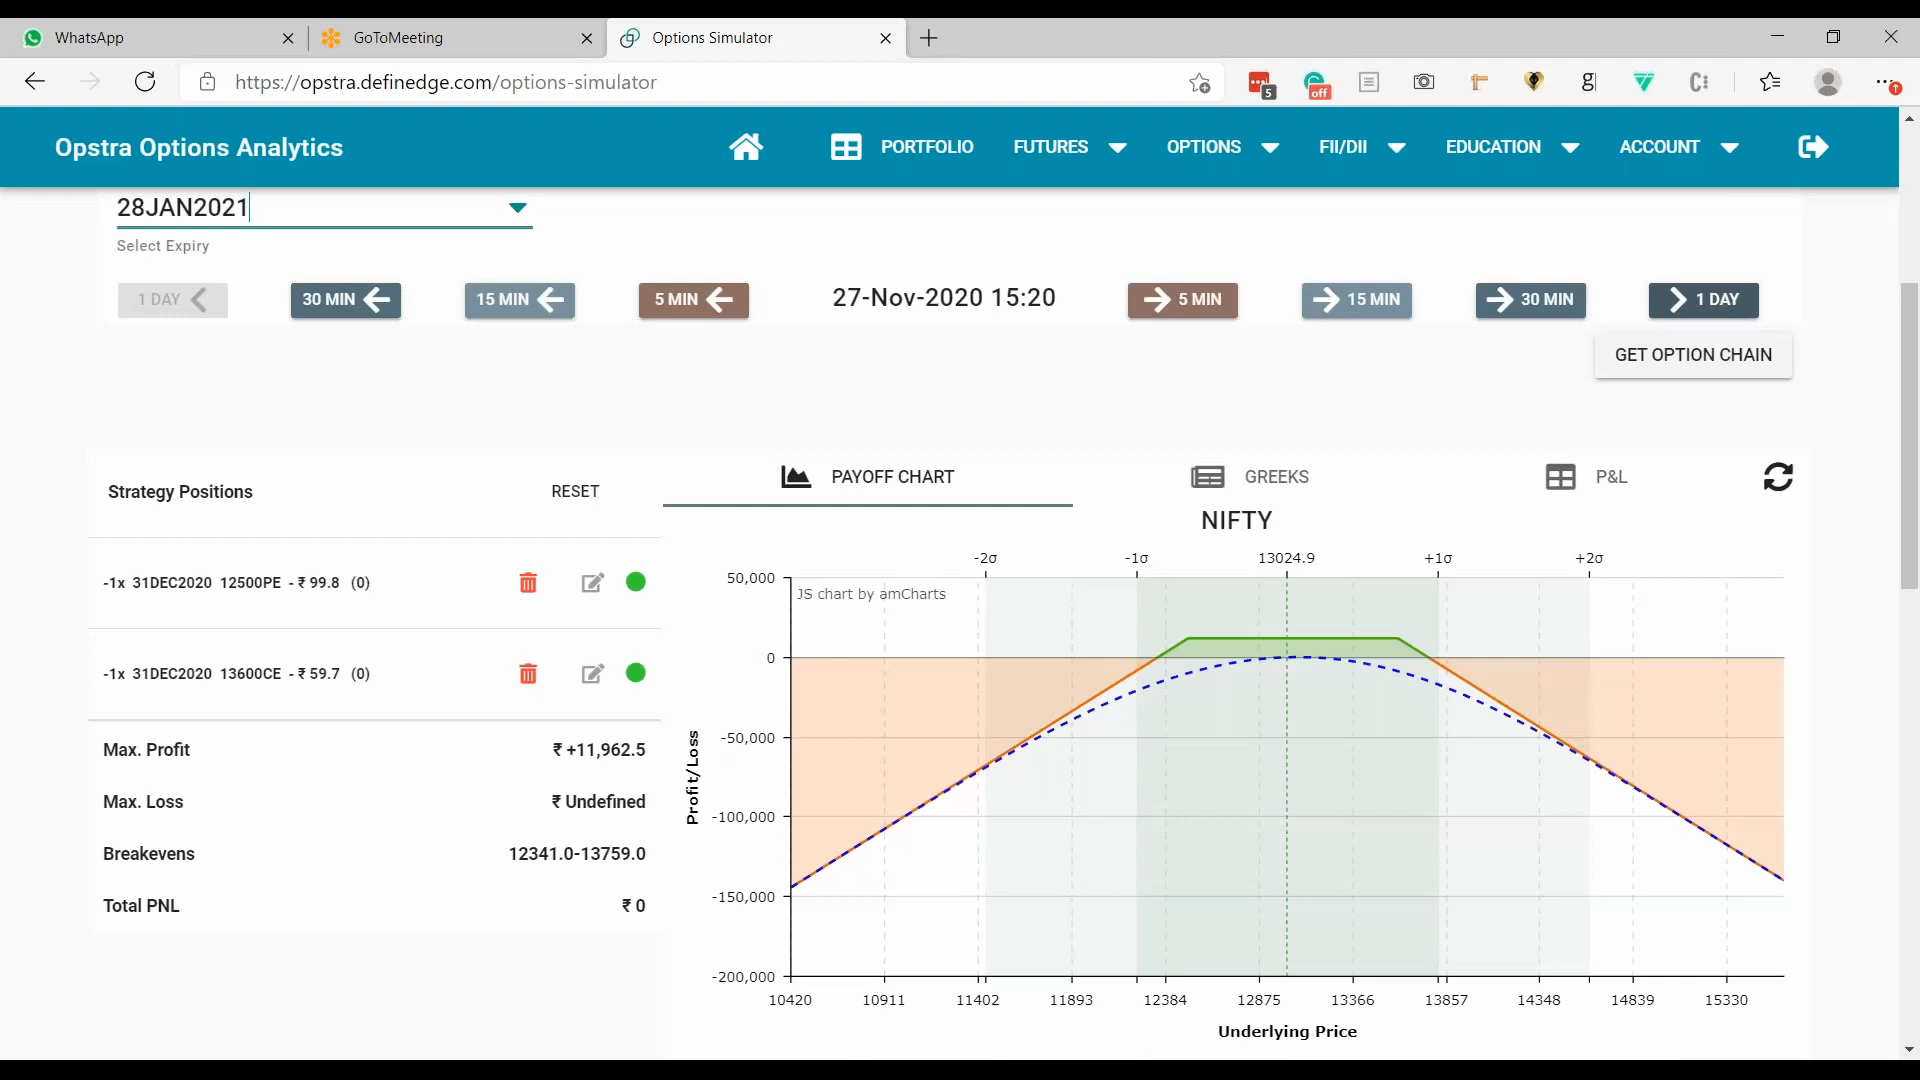 WhatsApp
GoToMeeting
Options Simulator
https://opstra.definedge.com/options-simulator
5
off
g
Opstra Options Analytics
PORTFOLIO
FUTURES
OPTIONS
FII/DII
EDUCATION
ACCOUNT
28JAN2021
Select Expiry
1 DAY
30 MIN
15 MIN
5 MIN
27-Nov-2020 15:20
5 MIN
15 MIN
30 MIN
1 DAY
GET OPTION CHAIN
Strategy Positions
RESET
-1x 31DEC2020 12500PE - ₹ 99.8 (0)
-1x 31DEC2020 13600CE - ₹ 59.7 (0)
Max. Profit ₹ +11,962.5
Max. Loss ₹ Undefined
Breakevens 12341.0-13759.0
Total PNL ₹ 0
PAYOFF CHART
GREEKS
P&L
NIFTY
-2σ -1σ 13024.9 +1σ +2σ
JS chart by amCharts
50,000
0
-50,000
-100,000
-150,000
-200,000
Profit/Loss
10420 10911 11402 11893 12384 12875 13366 13857 14348 14839 15330
Underlying Price